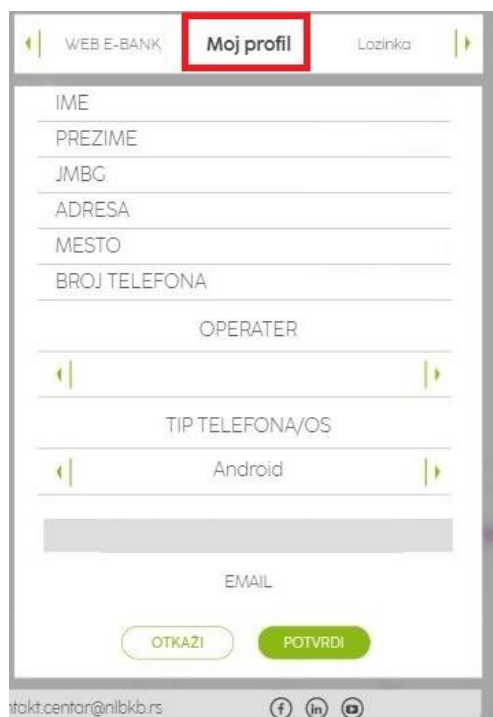 WEB E-BANK Moj profil Lozinka
IME
PREZIME
JMBG
ADRESA
MESTO
BROJ TELEFONA
OPERATER
TIP TELEFONA/OS
Android
EMAIL
OTKAŽI POTVRDI
ntakt.centar@nlbkb.rs f in